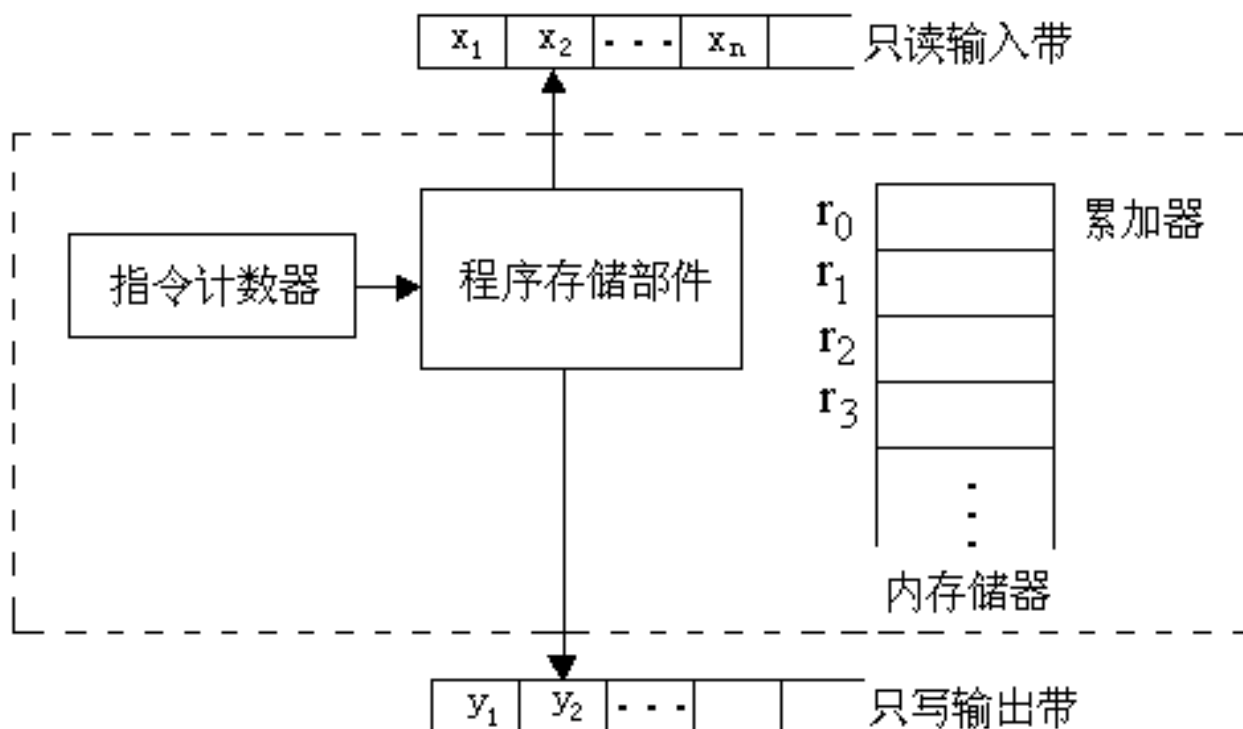 x₁ x₂ ... xₙ 只读输入带
r₀ 累加器
指令计数器 程序存储部件
r₁
r₂
r₃
内存储器
y₁ y₂ ... 只写输出带